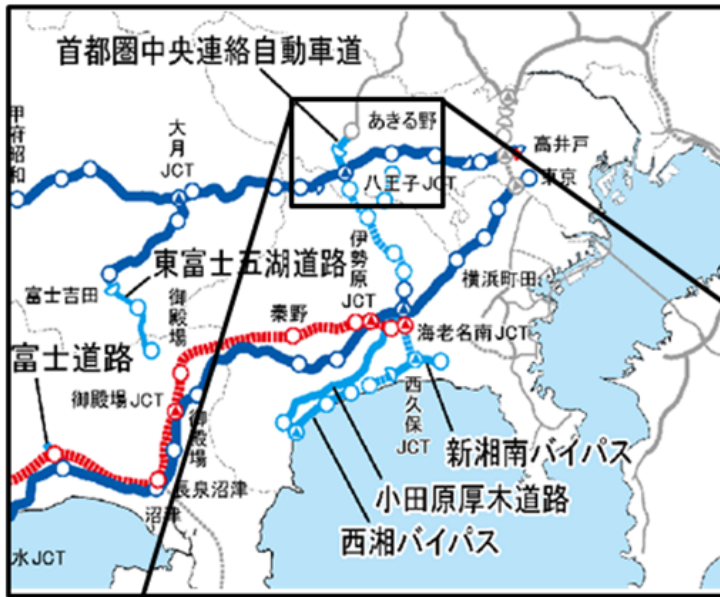 首都圏中央連絡自動車道
甲府昭和
大月
JCT
あきる野
高井戸
八王子JCT
東京
伊勢原
JCT
東富士五湖道路
富士吉田
御殿場
横浜町田
秦野
海老名南JCT
富士道路
御殿場JCT
御殿場
西久保
JCT
新湘南バイパス
長泉沼津
沼津
小田原厚木道路
西湘バイパス
水JCT